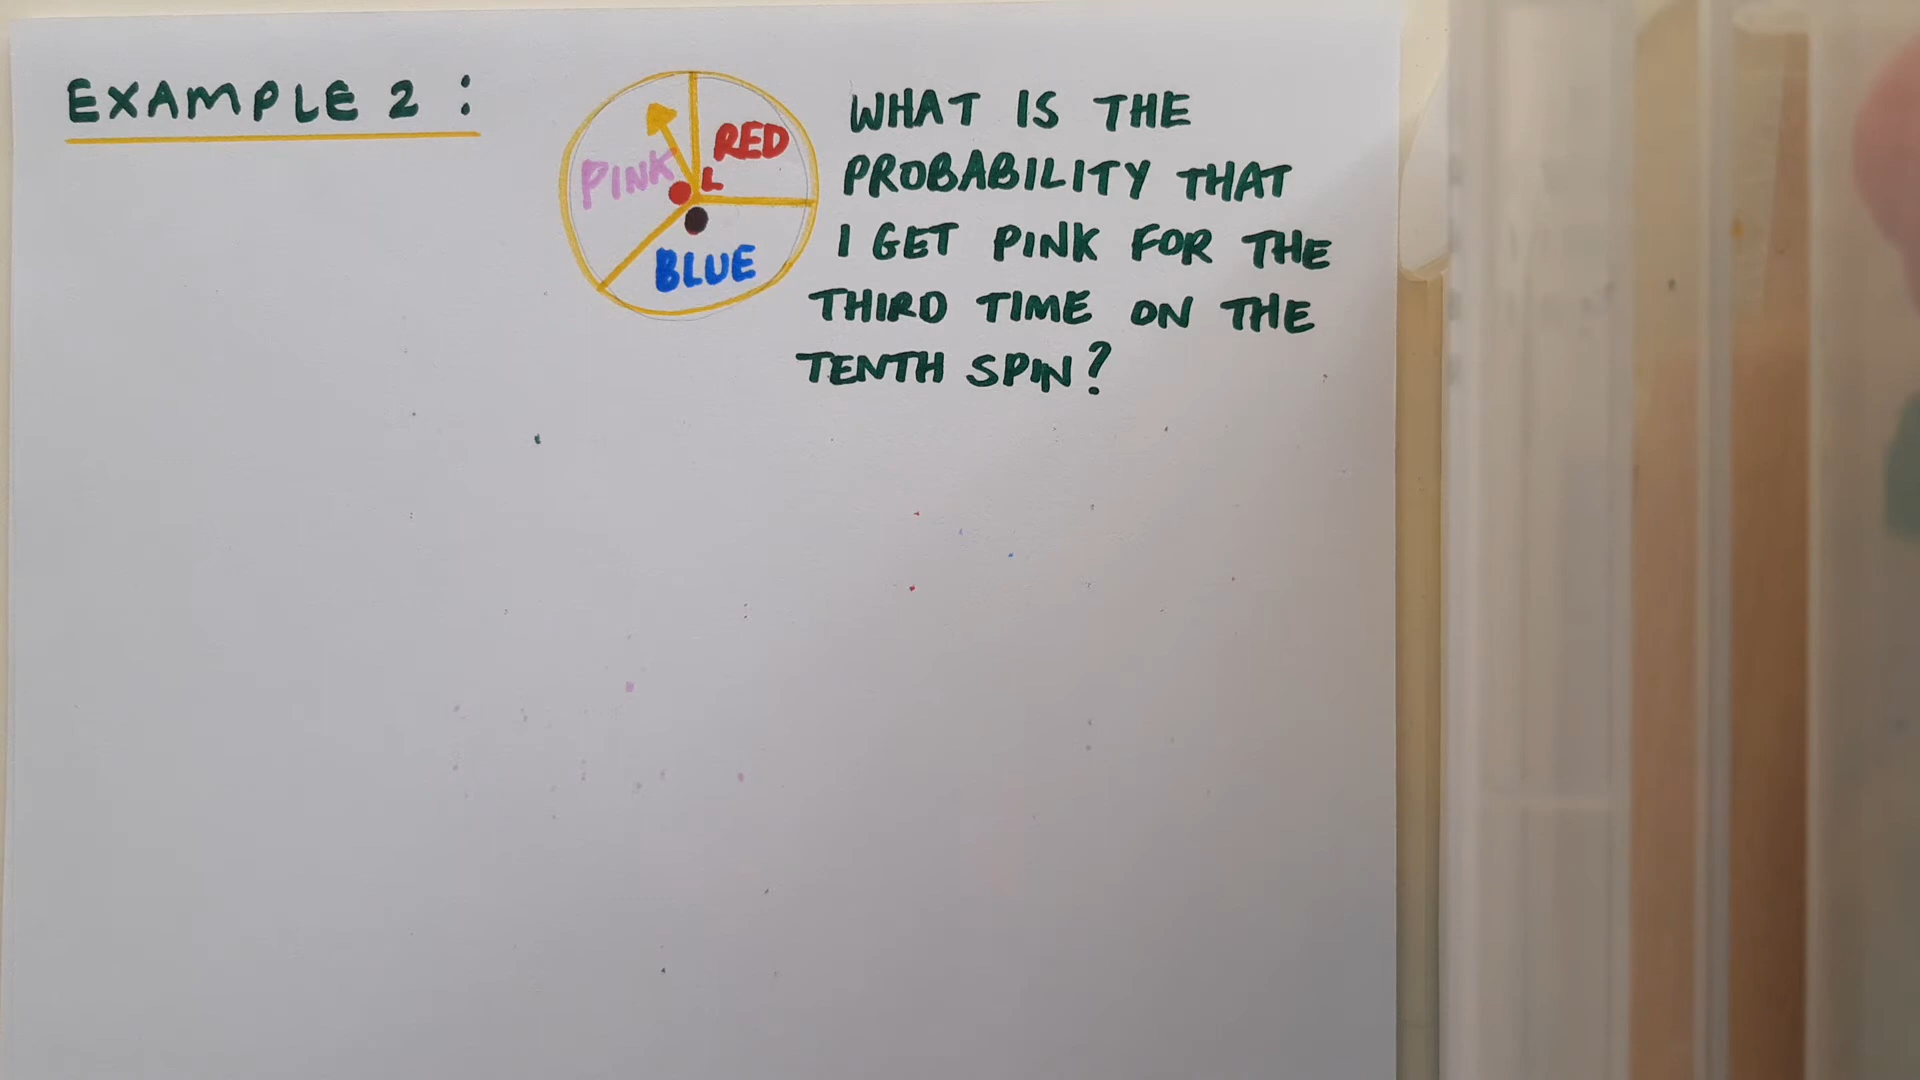 EXAMPLE 2 :
PINK
RED
BLUE
WHAT IS THE
PROBABILITY THAT
I GET PINK FOR THE
THIRD TIME ON THE
TENTH SPIN?